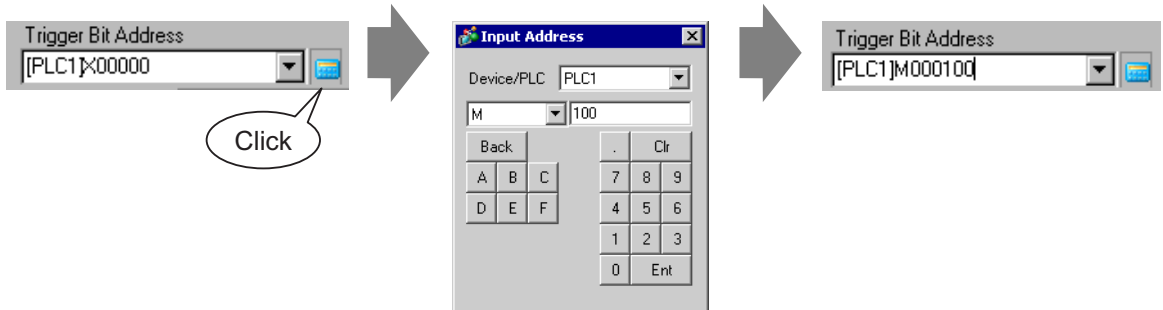 Trigger Bit Address
[PLC1]X00000
Click
Input Address
Device/PLC PLC1
M 100
Back . Clr
A B C 7 8 9
D E F 4 5 6
1 2 3
0 Ent
Trigger Bit Address
[PLC1]M000100